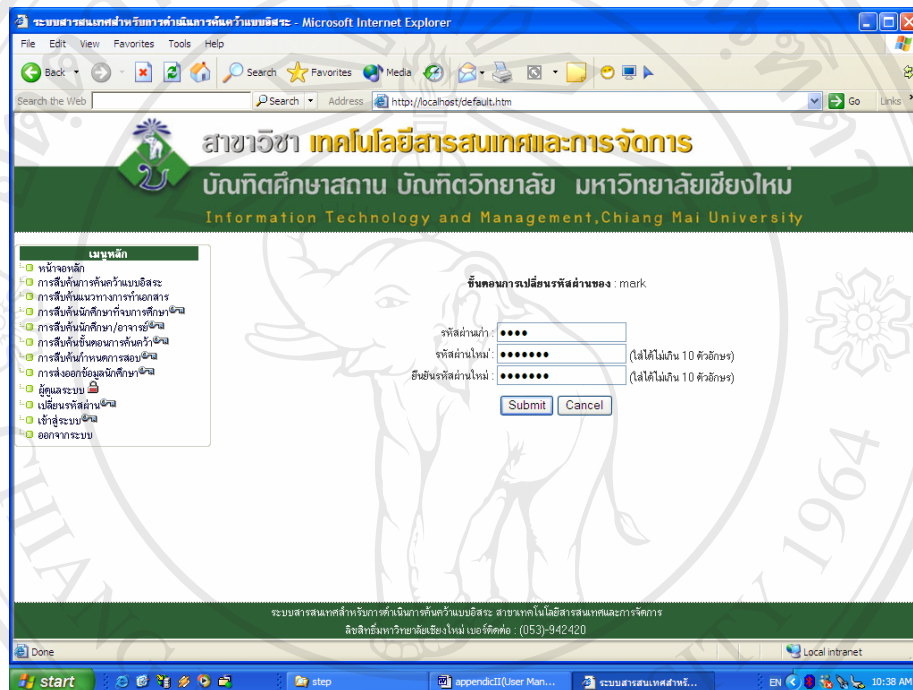 ระบบสารสนเทศสำหรับการดำเนินการค้นคว้าแบบอิสระ - Microsoft Internet Explorer
File Edit View Favorites Tools Help
Back Search Favorites Media
Search the Web Search Address http://localhost/default.htm Go Links
สาขาวิชา เทคโนโลยีสารสนเทศและการจัดการ
บัณฑิตศึกษาสถาน บัณฑิตวิทยาลัย มหาวิทยาลัยเชียงใหม่
Information Technology and Management,Chiang Mai University
เมนูหลัก
หน้าจอหลัก
การสืบค้นการค้นคว้าแบบอิสระ
การสืบค้นแนวทางการทำเอกสาร
การสืบค้นนักศึกษาที่จบการศึกษา
การสืบค้นนักศึกษา/อาจารย์
การสืบค้นขั้นตอนการค้นคว้า
การสืบค้นกำหนดการสอบ
การส่งออกข้อมูลนักศึกษา
ผู้ดูแลระบบ
เปลี่ยนรหัสผ่าน
เข้าสู่ระบบ
ออกจากระบบ
ขั้นตอนการเปลี่ยนรหัสผ่านของ : mark
รหัสผ่านเก่า :
รหัสผ่านใหม่ : (ใส่ได้ไม่เกิน 10 ตัวอักษร)
ยืนยันรหัสผ่านใหม่ : (ใส่ได้ไม่เกิน 10 ตัวอักษร)
Submit Cancel
ระบบสารสนเทศสำหรับการดำเนินการค้นคว้าแบบอิสระ สาขาเทคโนโลยีสารสนเทศและการจัดการ
ลิขสิทธิ์มหาวิทยาลัยเชียงใหม่ เบอร์ติดต่อ : (053)-942420
Done Local intranet
start step appendicII(User Man... ระบบสารสนเทศสำหรั... EN 10:38 AM